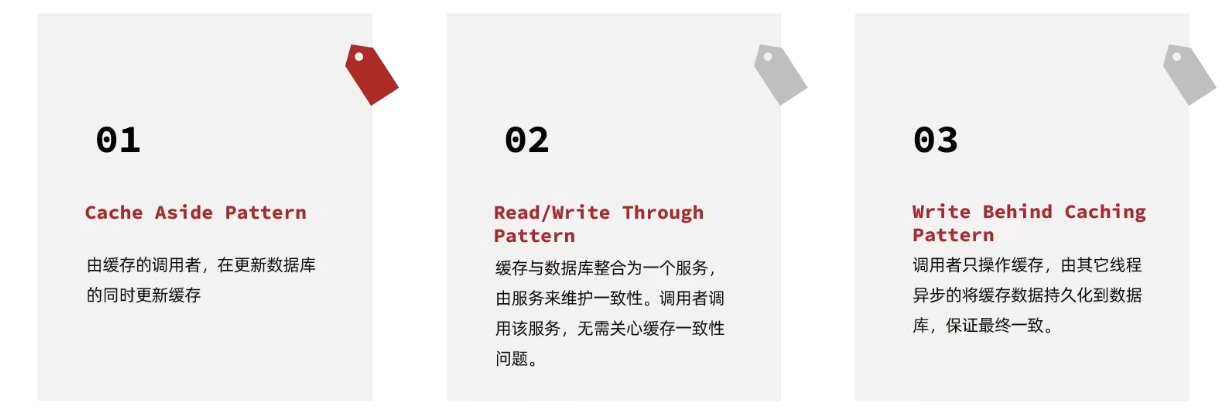 01
Cache Aside Pattern
由缓存的调用者，在更新数据库
的同时更新缓存
02
Read/Write Through
Pattern
缓存与数据库整合为一个服务，
由服务来维护一致性。调用者调
用该服务，无需关心缓存一致性
问题。
03
Write Behind Caching
Pattern
调用者只操作缓存，由其它线程
异步的将缓存数据持久化到数据
库，保证最终一致。